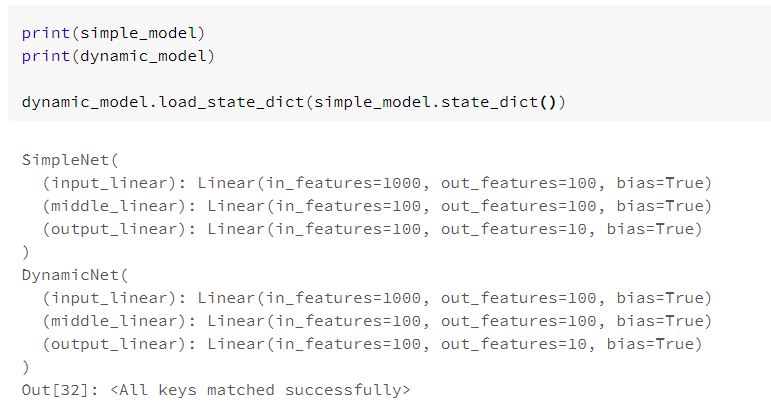 print(simple_model)
print(dynamic_model)
dynamic_model.load_state_dict(simple_model.state_dict())
SimpleNet(
  (input_linear): Linear(in_features=1000, out_features=100, bias=True)
  (middle_linear): Linear(in_features=100, out_features=100, bias=True)
  (output_linear): Linear(in_features=100, out_features=10, bias=True)
)
DynamicNet(
  (input_linear): Linear(in_features=1000, out_features=100, bias=True)
  (middle_linear): Linear(in_features=100, out_features=100, bias=True)
  (output_linear): Linear(in_features=100, out_features=10, bias=True)
)
Out[32]: <All keys matched successfully>